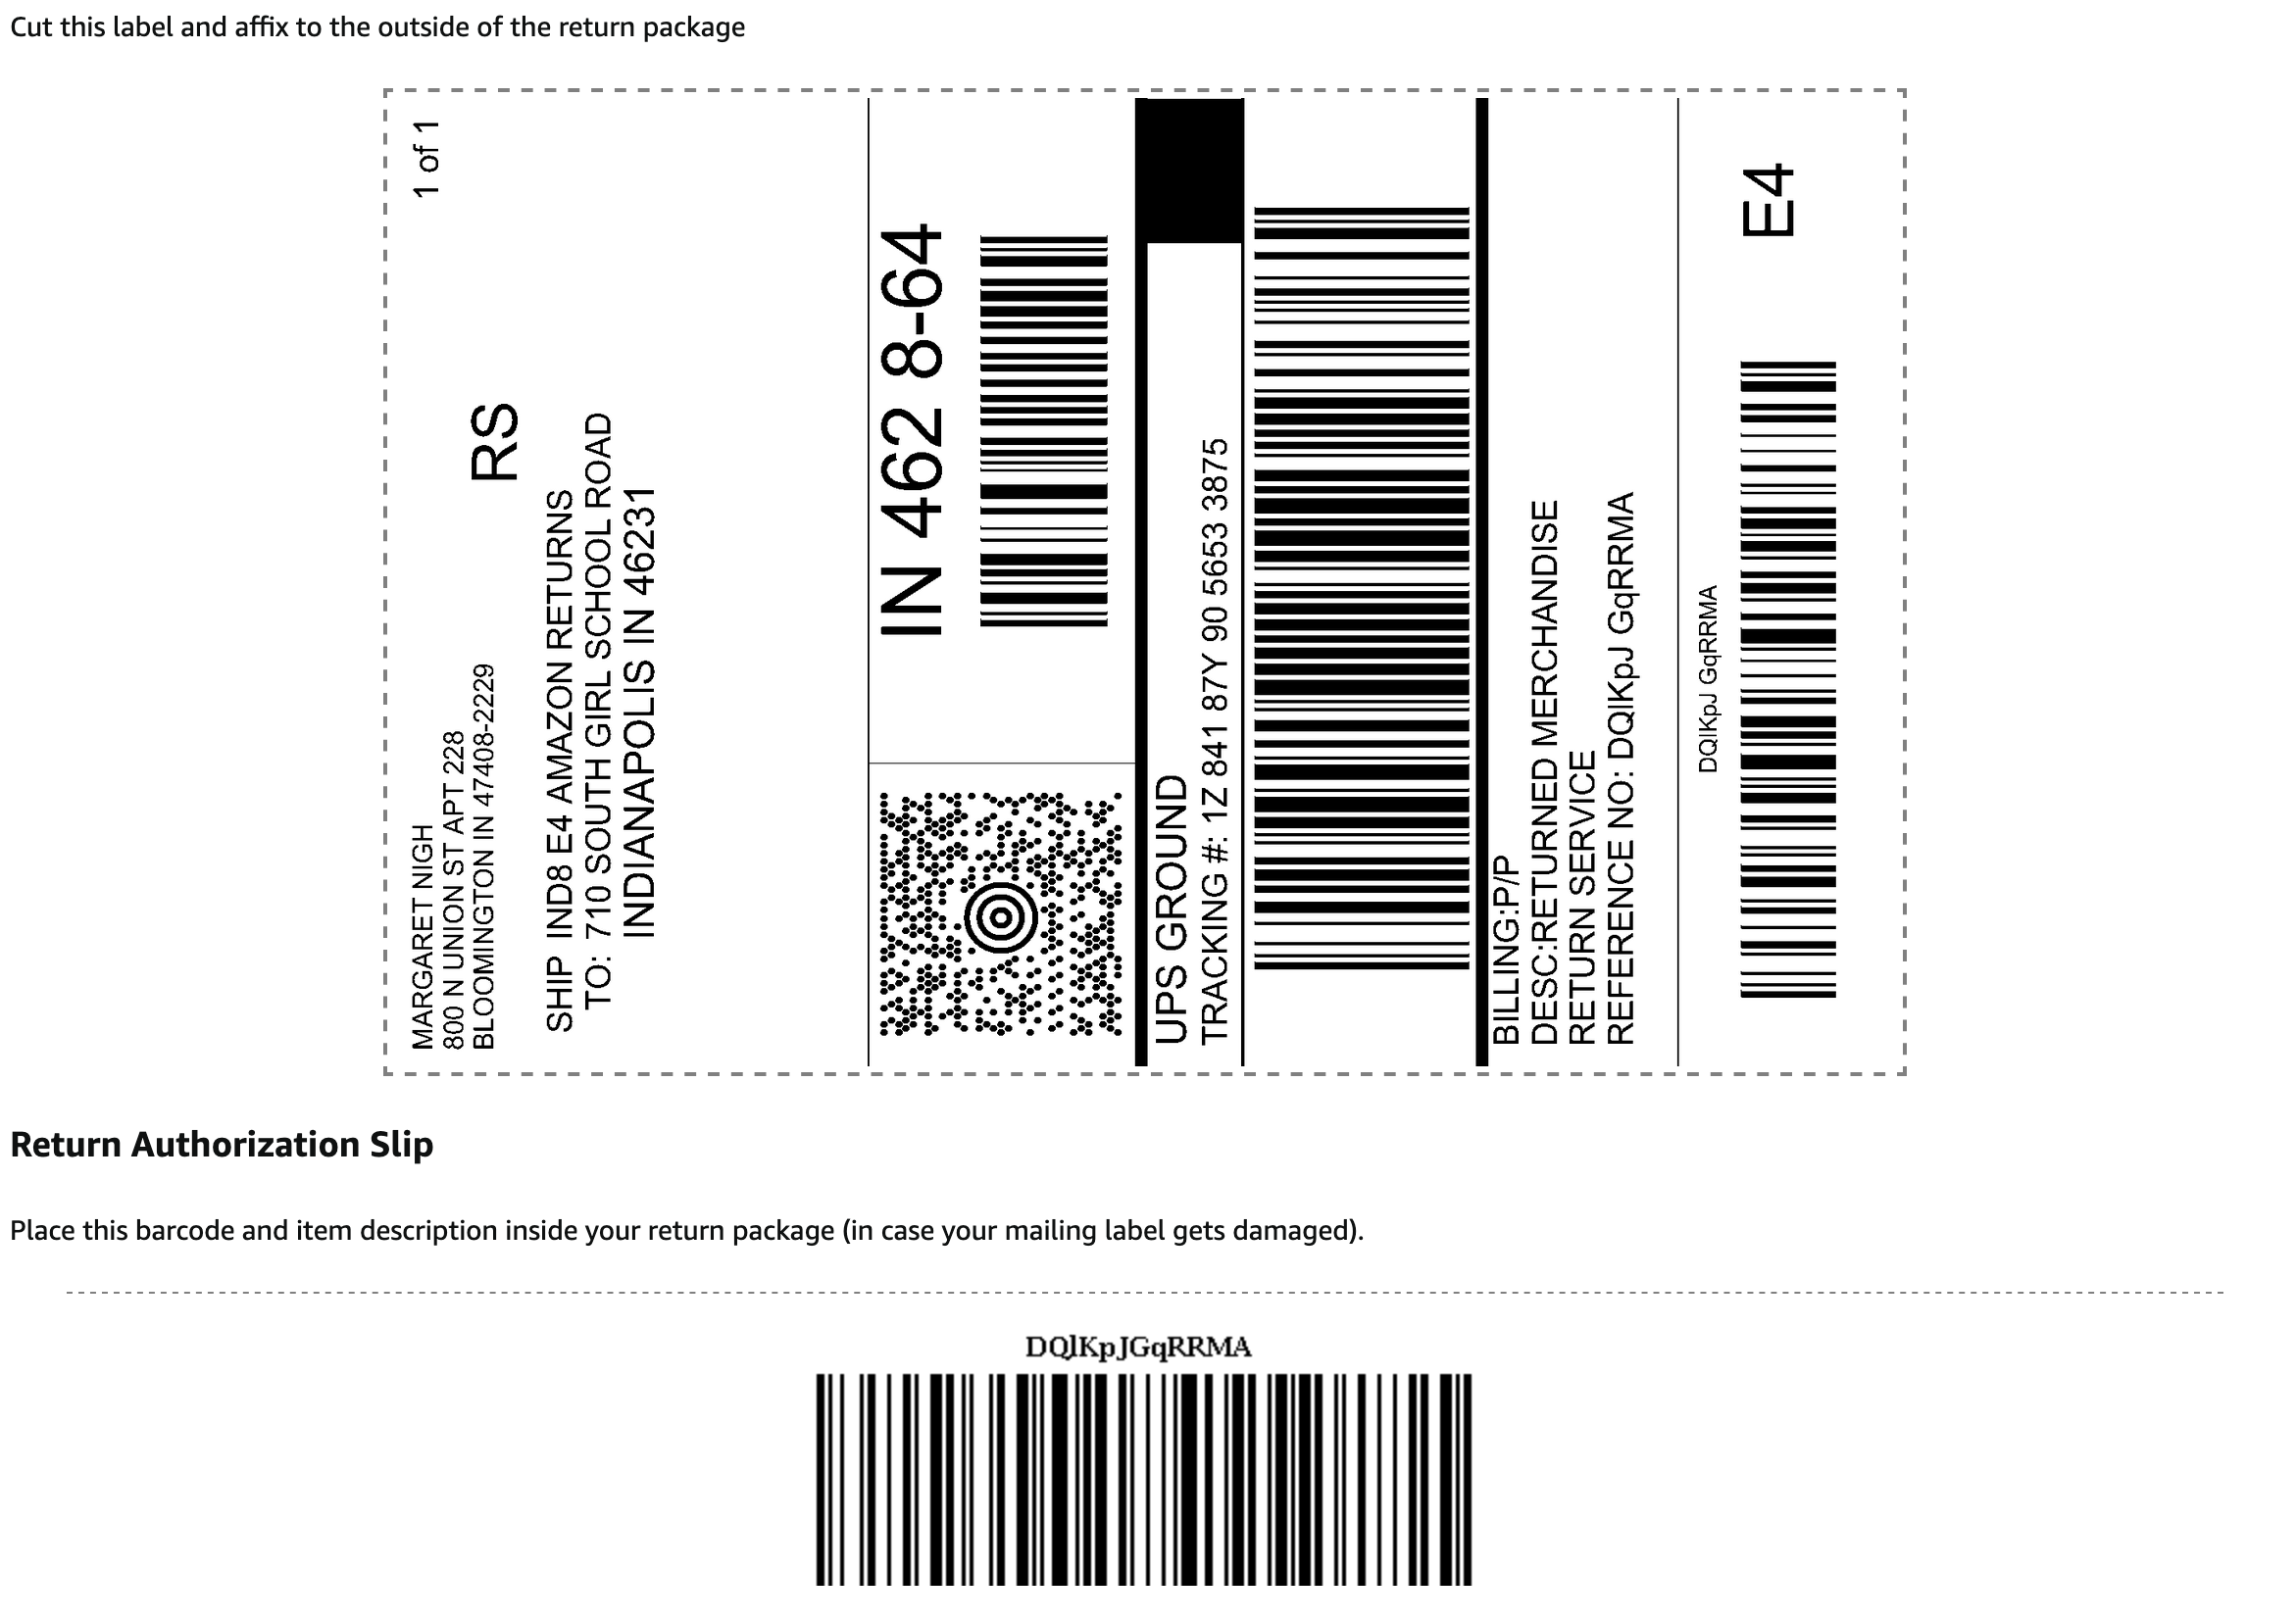 Cut this label and affix to the outside of the return package
MARGARET NIGH
800 N UNION ST APT 228
BLOOMINGTON IN 47408-2229
1 of 1
RS
SHIP IND8 E4 AMAZON RETURNS
TO: 710 SOUTH GIRL SCHOOL ROAD
INDIANAPOLIS IN 46231
IN 462 8-64
UPS GROUND
TRACKING #: 1Z 841 87Y 90 5653 3875
BILLING:P/P
DESC:RETURNED MERCHANDISE
RETURN SERVICE
REFERENCE NO: DQlKpJ GqRRMA
DQlKpJ GqRRMA
E4
Return Authorization Slip
Place this barcode and item description inside your return package (in case your mailing label gets damaged).
DQlKpJGqRRMA